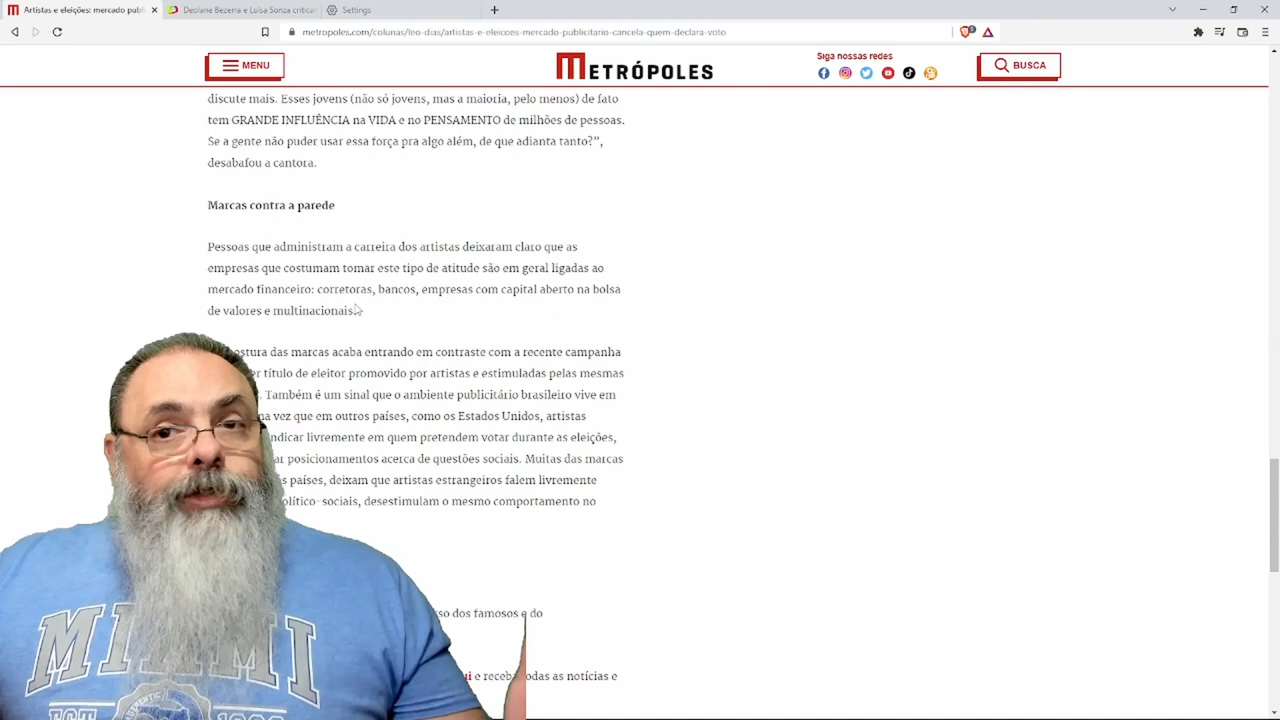 Artistas e eleições: mercado publi
Deolane Bezerra e Luísa Sonza critica
Settings
metropoles.com/colunas/leo-dias/artistas-e-eleicoes-mercado-publicitario-cancela-quem-declara-voto
MENU
METRÓPOLES
Siga nossas redes
BUSCA
discute mais. Esses jovens (não só jovens, mas a maioria, pelo menos) de fato
tem GRANDE INFLUÊNCIA na VIDA e no PENSAMENTO de milhões de pessoas.
Se a gente não puder usar essa força pra algo além, de que adianta tanto?”,
desabafou a cantora.
Marcas contra a parede
Pessoas que administram a carreira dos artistas deixaram claro que as
empresas que costumam tomar este tipo de atitude são em geral ligadas ao
mercado financeiro: corretoras, bancos, empresas com capital aberto na bolsa
de valores e multinacionais.
ostura das marcas acaba entrando em contraste com a recente campanha
título de eleitor promovido por artistas e estimuladas pelas mesmas
Também é um sinal que o ambiente publicitário brasileiro vive em
na vez que em outros países, como os Estados Unidos, artistas
ndicar livremente em quem pretendem votar durante as eleições,
ar posicionamentos acerca de questões sociais. Muitas das marcas
países, deixam que artistas estrangeiros falem livremente
olítico-sociais, desestimulam o mesmo comportamento no
so dos famosos e do
ui e receba todas as notícias e
MIAMI